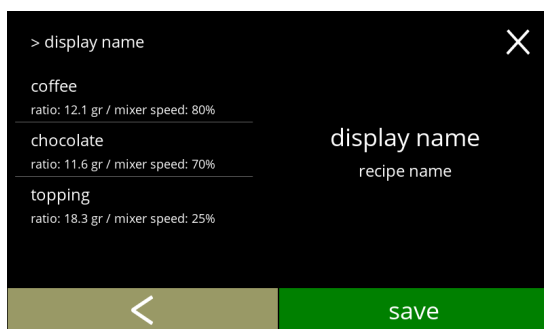 > display name
coffee
ratio: 12.1 gr / mixer speed: 80%
chocolate
ratio: 11.6 gr / mixer speed: 70%
topping
ratio: 18.3 gr / mixer speed: 25%
display name
recipe name
save